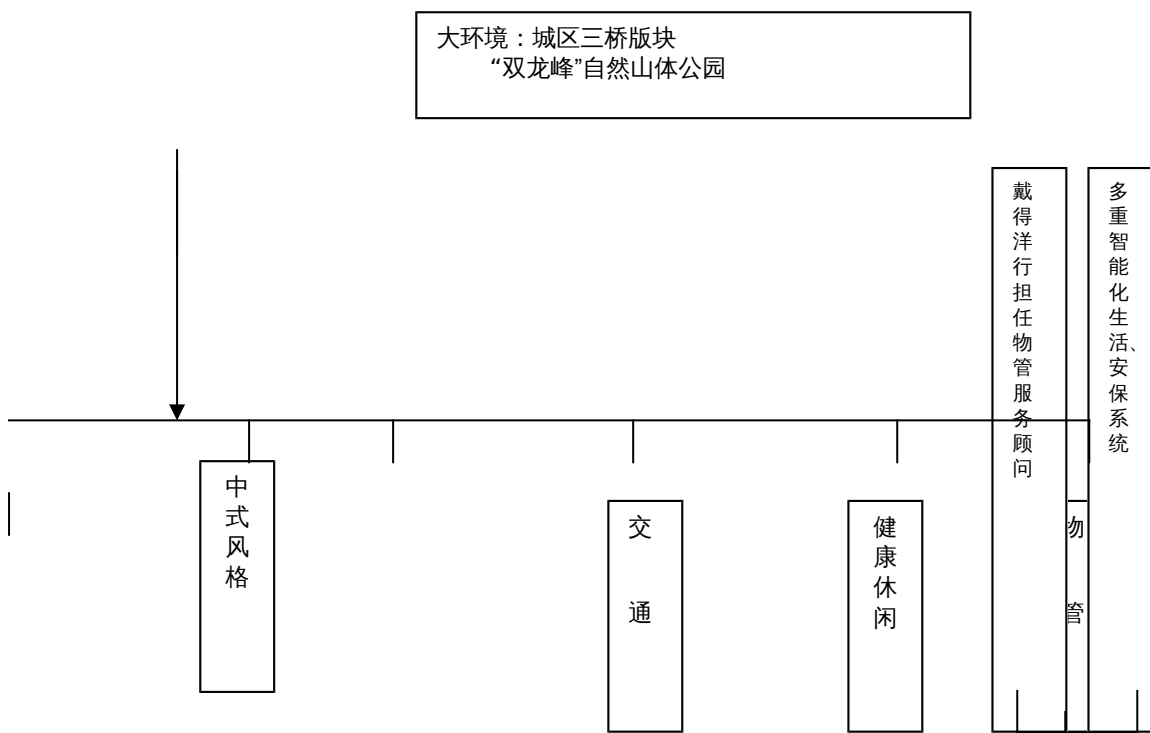 大环境：城区三桥版块
“双龙峰”自然山体公园
中式风格
交通
健康休闲
戴得洋行担任物管服务顾问
物管
多重智能化生活、安保系统